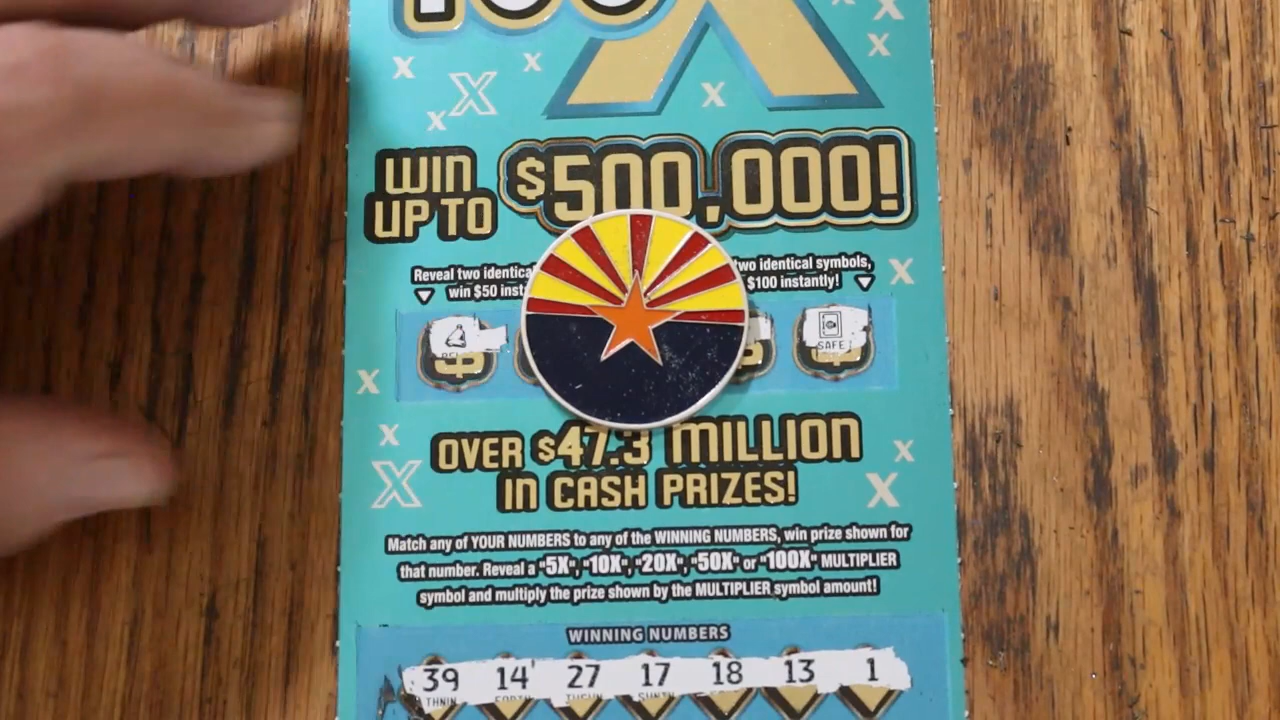 100X
WIN
UP TO
$500,000!
Reveal two identical
win $50
two identical symbols,
$100 instantly!
SAFE
OVER $47.3 MILLION
IN CASH PRIZES!
Match any of YOUR NUMBERS to any of the WINNING NUMBERS, win prize shown for
that number. Reveal a "5X", "10X", "20X", "50X" or "100X" MULTIPLIER
symbol and multiply the prize shown by the MULTIPLIER symbol amount!
WINNING NUMBERS
39 14 27 17 18 13 1
THNIN